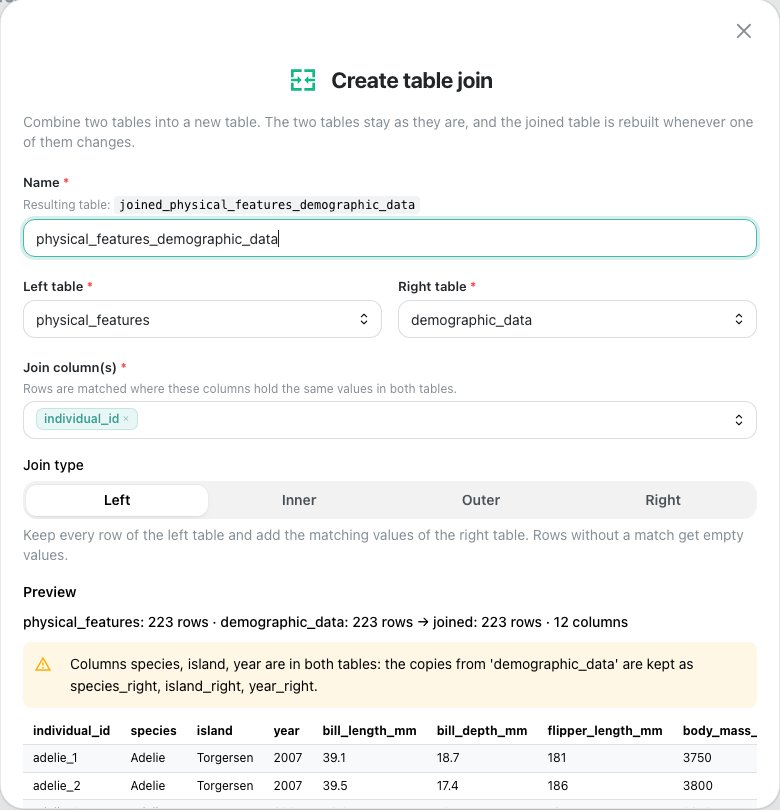 Create table join
Combine two tables into a new table. The two tables stay as they are, and the joined table is rebuilt whenever one
of them changes.
Name *
Resulting table: joined_physical_features_demographic_data
physical_features_demographic_data
Left table * Right table *
physical_features demographic_data
Join column(s) *
Rows are matched where these columns hold the same values in both tables.
individual_id ×
Join type
Left Inner Outer Right
Keep every row of the left table and add the matching values of the right table. Rows without a match get empty
values.
Preview
physical_features: 223 rows · demographic_data: 223 rows → joined: 223 rows · 12 columns
Columns species, island, year are in both tables: the copies from 'demographic_data' are kept as
species_right, island_right, year_right.
individual_id species island year bill_length_mm bill_depth_mm flipper_length_mm body_mass_
adelie_1 Adelie Torgersen 2007 39.1 18.7 181 3750
adelie_2 Adelie Torgersen 2007 39.5 17.4 186 3800